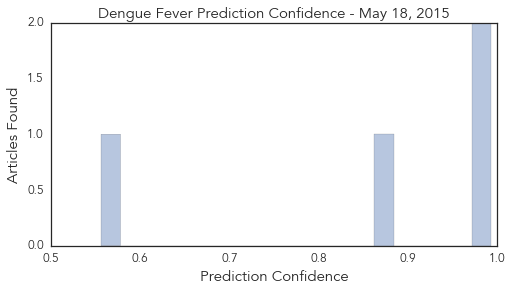 Dengue Fever Prediction Confidence - May 18, 2015
2.0
1.5
1.0
0.5
0.0
Articles Found
0.5 0.6 0.7 0.8 0.9 1.0
Prediction Confidence